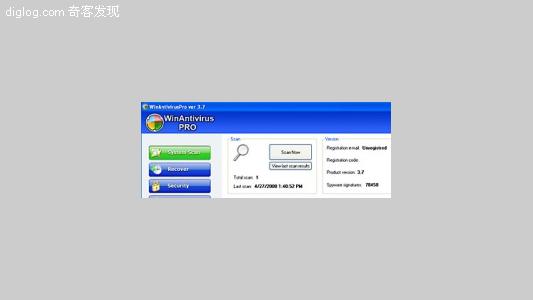 diglog.com 奇客发现
WinAntivirusPro ver 3.7
WinAntivirus
PRO
System Scan
Recover
Security
Scan
Scan Now
View last scan results
Total scan: 1
Last scan: 4/27/2008 1:40:52 PM
Version
Registration email: Unregistred
Registration code:
Product version: 3.7
Spyware signatures: 78458